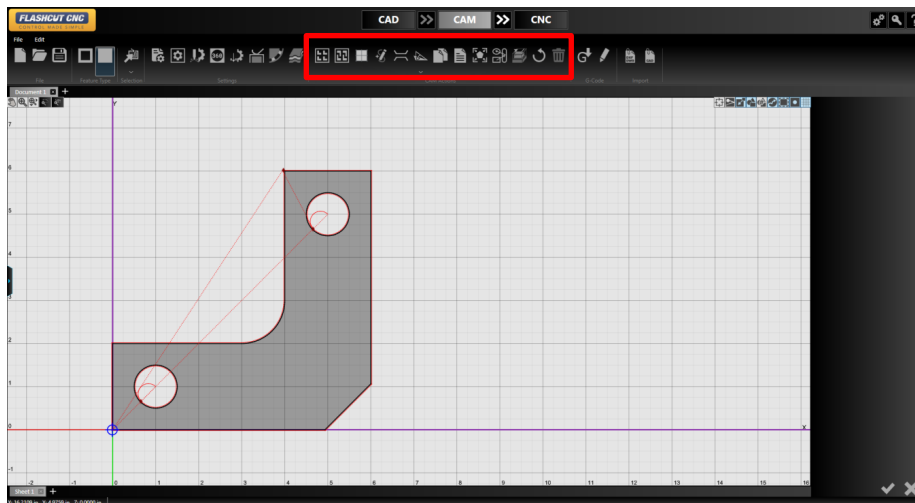 FLASHCUT CNC
CONTROL MADE SIMPLE
CAD >> CAM >> CNC
File Edit
File Feature Type Selection Settings CAM Actions G-Code Import
Document 1 +
Y
7
6
5
4
3
2
1
0 X
-1
-2 -1 0 1 2 3 4 5 6 7 8 9 10 11 12 13 14 15 16
Sheet 1 +